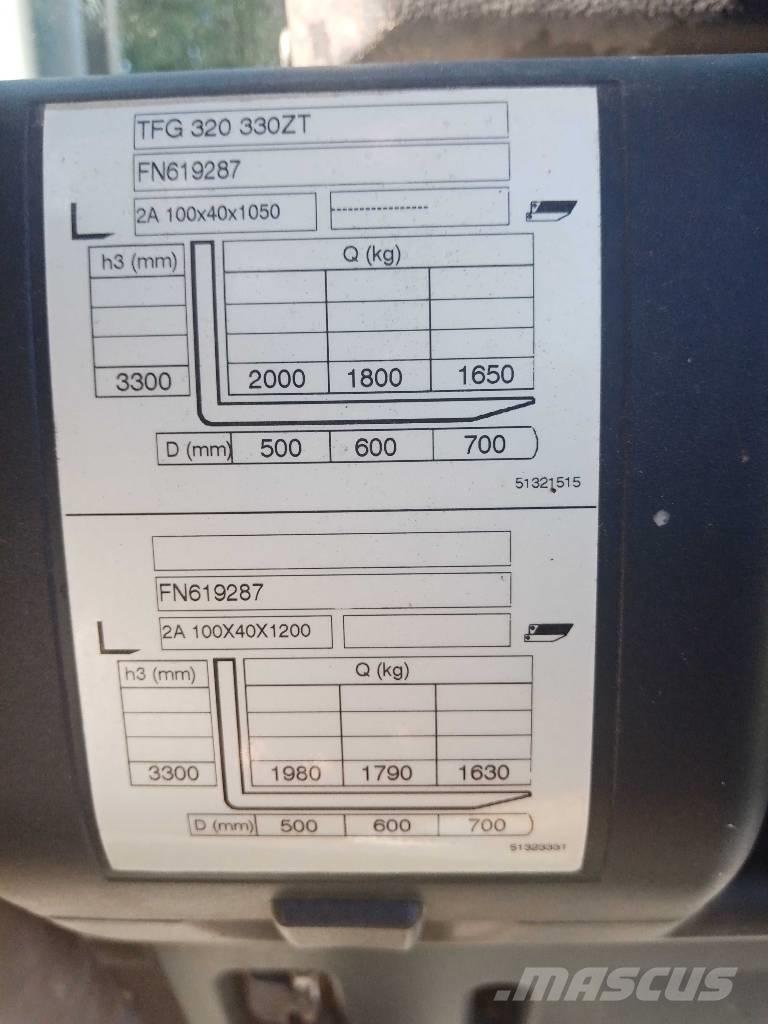 TFG 320 330ZT
FN619287
2A 100x40x1050 --------------
h3 (mm) Q (kg)
3300 2000 1800 1650
D (mm) 500 600 700
51321515
FN619287
2A 100X40X1200
h3 (mm) Q (kg)
3300 1980 1790 1630
D (mm) 500 600 700
51323331
MASCUS